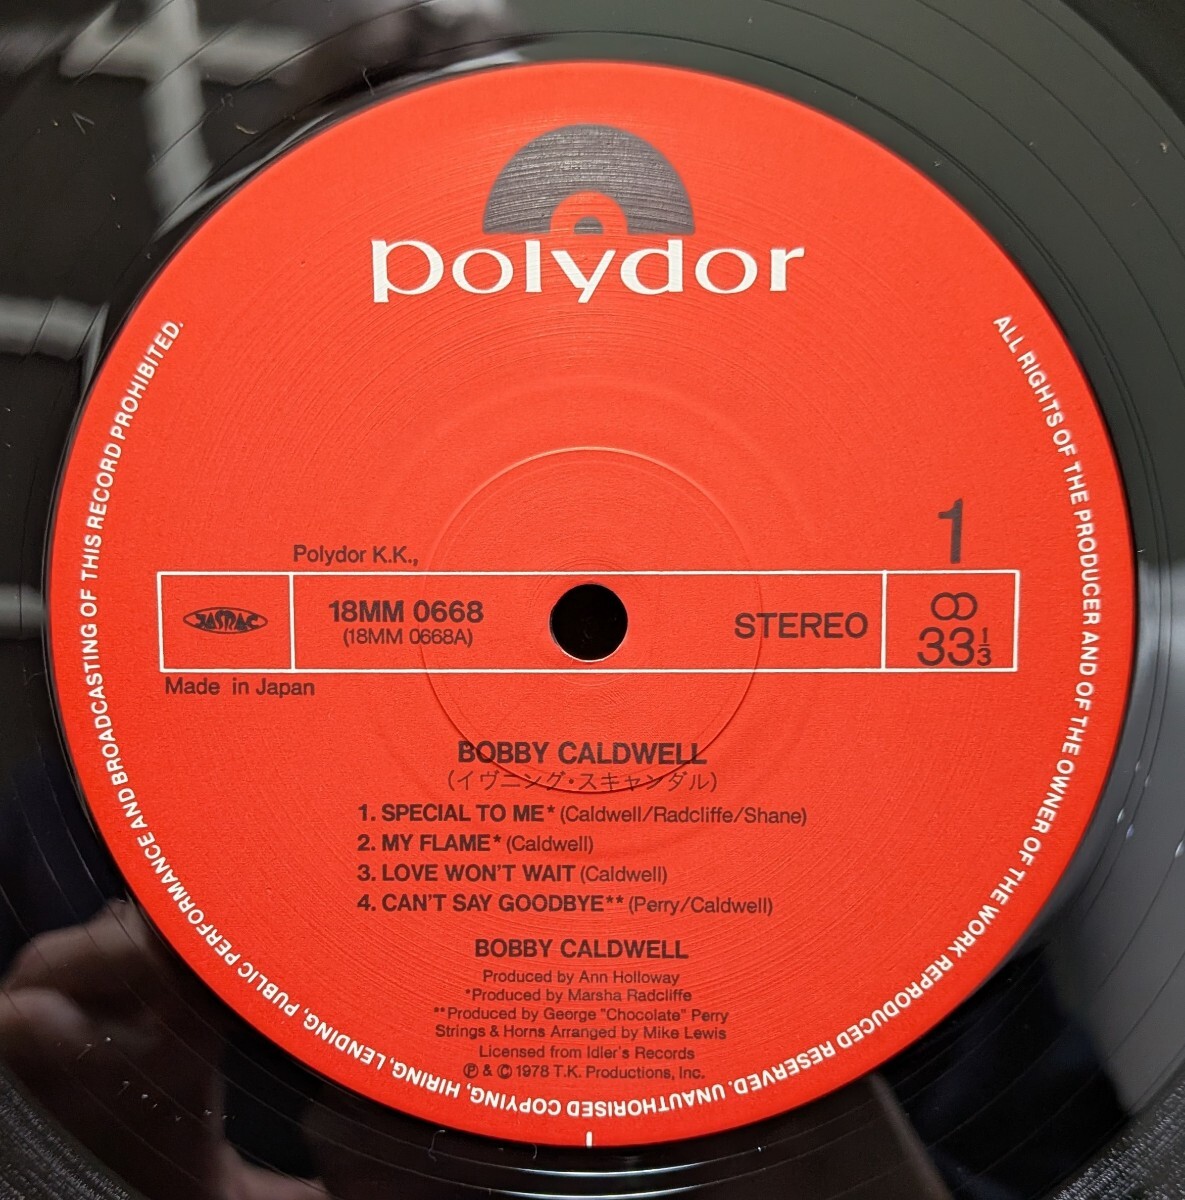 polydor
ALL RIGHTS OF THE PRODUCER AND OF THE OWNER OF THE WORK REPRODUCED RESERVED. UNAUTHORISED COPYING, HIRING, LENDING, PUBLIC PERFORMANCE AND BROADCASTING OF THIS RECORD PROHIBITED.
1
Polydor K.K.,
JASRAC
18MM 0668
(18MM 0668A)
STEREO
33 1/3
Made in Japan
BOBBY CALDWELL
(イヴニング・スキャンダル)
1. SPECIAL TO ME* (Caldwell/Radcliffe/Shane)
2. MY FLAME* (Caldwell)
3. LOVE WON'T WAIT (Caldwell)
4. CAN'T SAY GOODBYE** (Perry/Caldwell)
BOBBY CALDWELL
Produced by Ann Holloway
*Produced by Marsha Radcliffe
**Produced by George "Chocolate" Perry
Strings & Horns Arranged by Mike Lewis
Licensed from Idler's Records
℗ & © 1978 T.K. Productions, Inc.